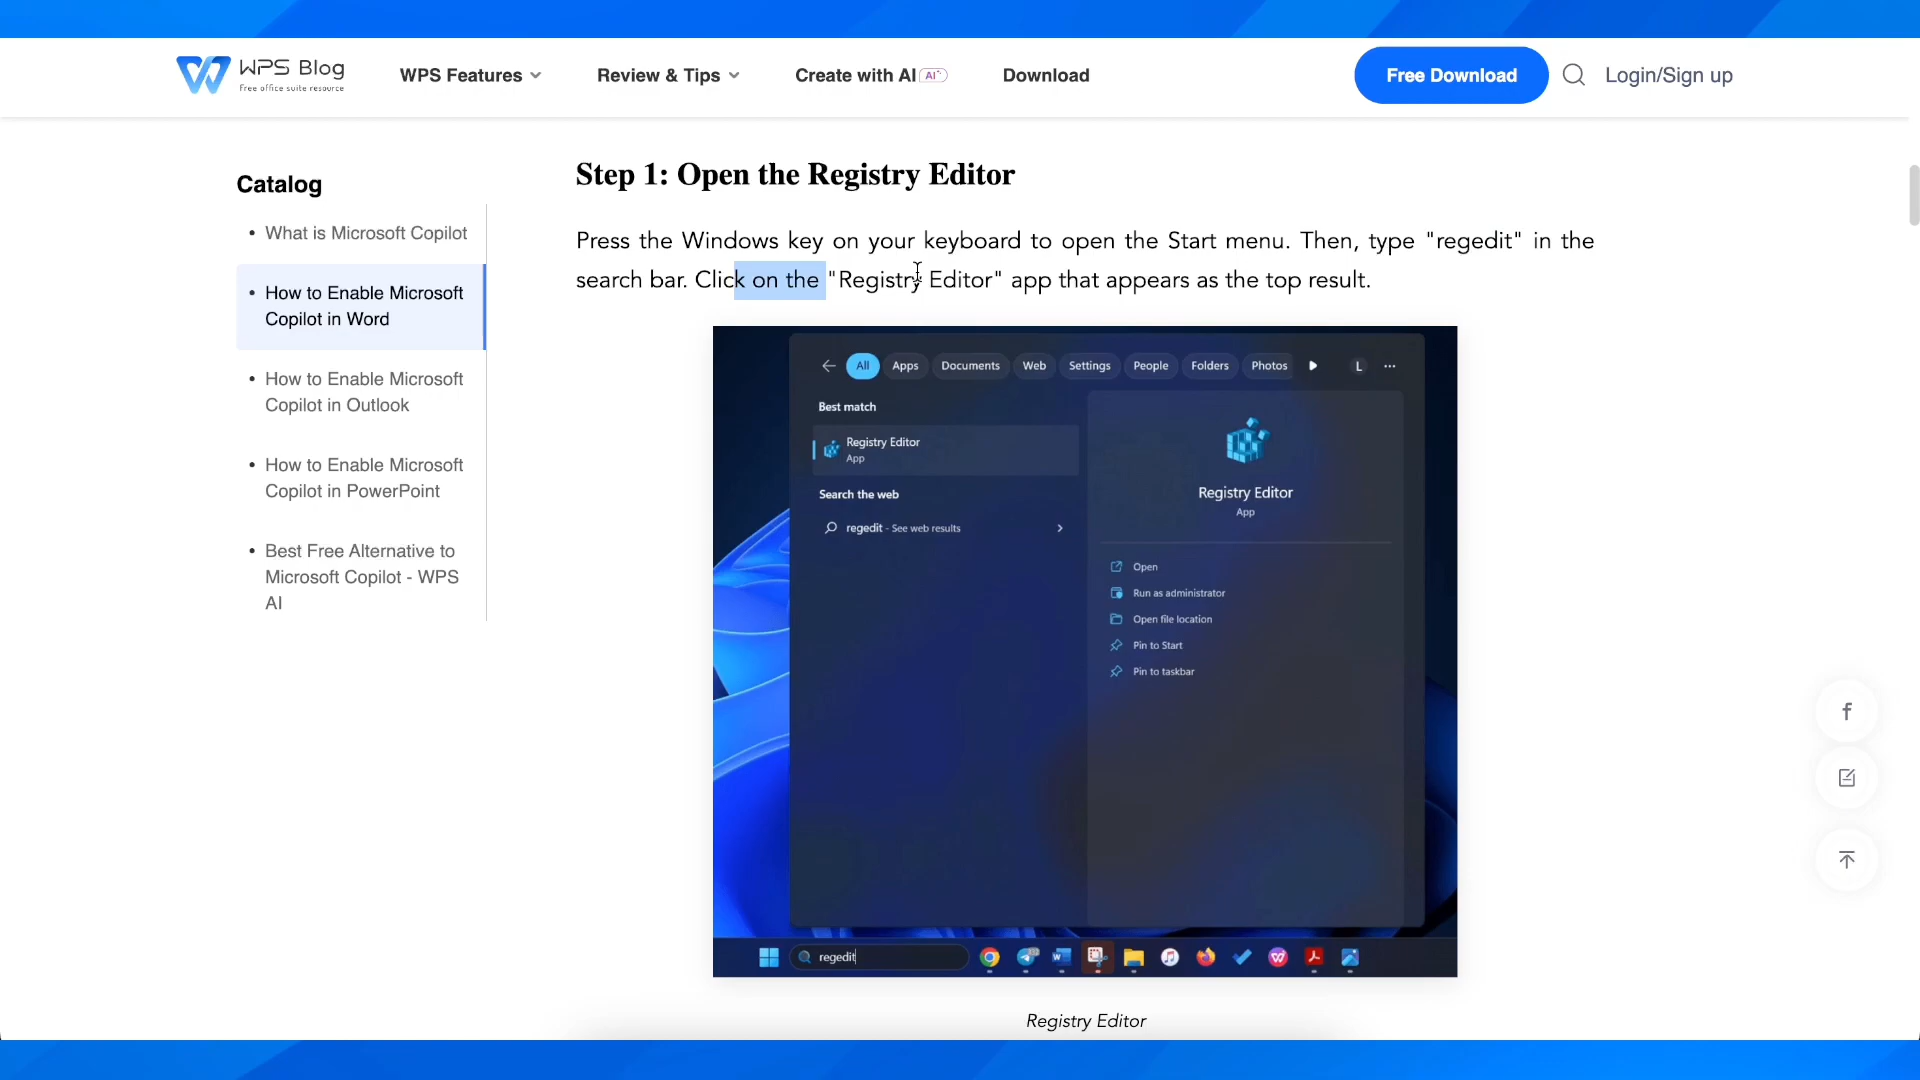 WPS Blog
Free office suite resource
WPS Features
Review & Tips
Create with AI AI
Download
Free Download
Login/Sign up
Catalog
• What is Microsoft Copilot
• How to Enable Microsoft
Copilot in Word
• How to Enable Microsoft
Copilot in Outlook
• How to Enable Microsoft
Copilot in PowerPoint
• Best Free Alternative to
Microsoft Copilot - WPS
AI
Step 1: Open the Registry Editor
Press the Windows key on your keyboard to open the Start menu. Then, type "regedit" in the
search bar. Click on the "Registry Editor" app that appears as the top result.
All
Apps
Documents
Web
Settings
People
Folders
Photos
L
Best match
Registry Editor
App
Search the web
regedit - See web results
Registry Editor
App
Open
Run as administrator
Open file location
Pin to Start
Pin to taskbar
regedit
Registry Editor